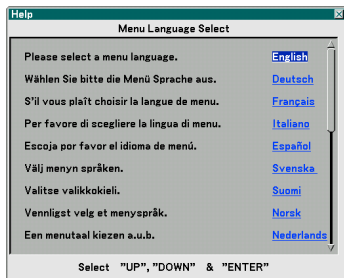 Help
Menu Language Select
Please select a menu language. English
Wählen Sie bitte die Menü Sprache aus. Deutsch
S'il vous plaît choisir la langue de menu. Français
Per favore di scegliere la lingua di menu. Italiano
Escoja por favor el idioma de menú. Español
Välj menyn språken. Svenska
Valitse valikkokieli. Suomi
Vennligst velg et menyspråk. Norsk
Een menutaal kiezen a.u.b. Nederlands
Select "UP", "DOWN" & "ENTER"